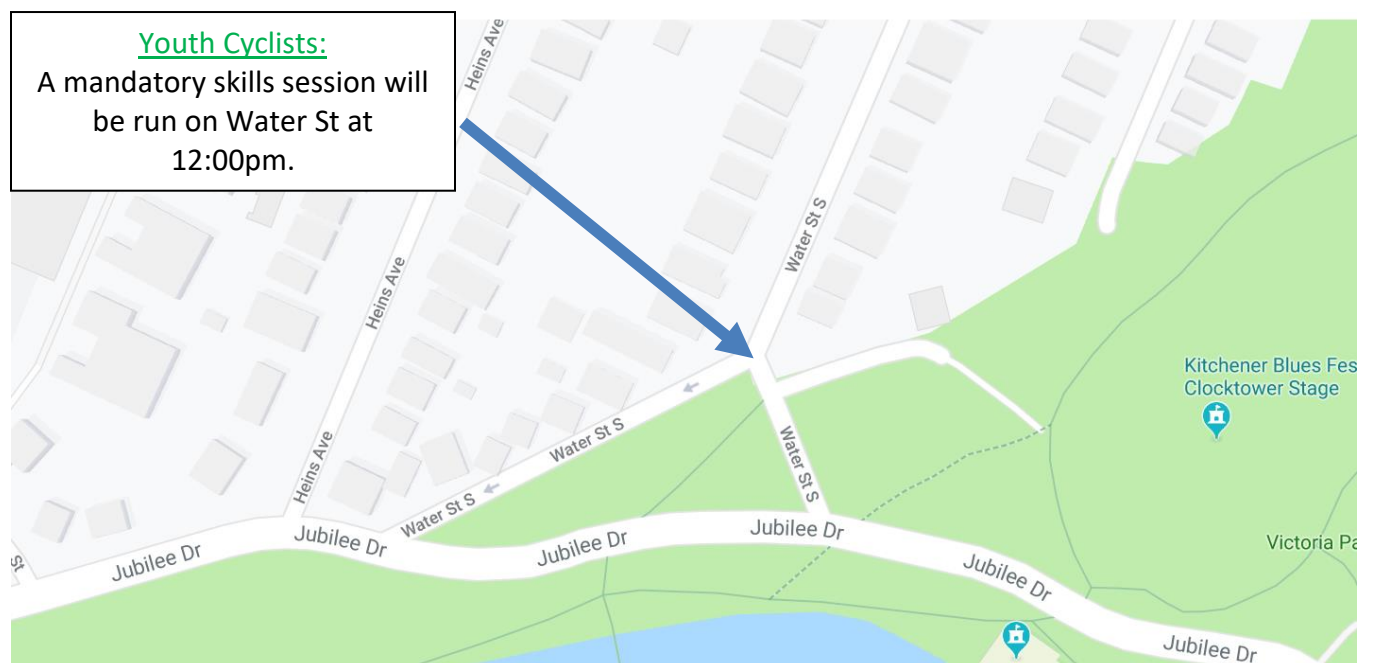 Youth Cyclists:
A mandatory skills session will
be run on Water St at
12:00pm.
Heins Ave
Water St S
Heins Ave
Kitchener Blues Fes
Clocktower Stage
Water St S
Water St S
Heins Ave
Water St S
Jubilee Dr
Jubilee Dr
Jubilee Dr
Jubilee Dr
Victoria Pa
St
Jubilee Dr
Jubilee Dr